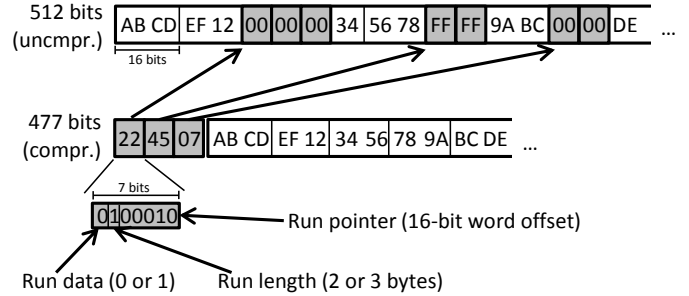 512 bits (uncmpr.) AB CD EF 12 00 00 00 34 56 78 FF FF 9A BC 00 00 DE ...
16 bits
477 bits (compr.) 22 45 07 AB CD EF 12 34 56 78 9A BC DE ...
7 bits
0100010 Run pointer (16-bit word offset)
Run data (0 or 1) Run length (2 or 3 bytes)